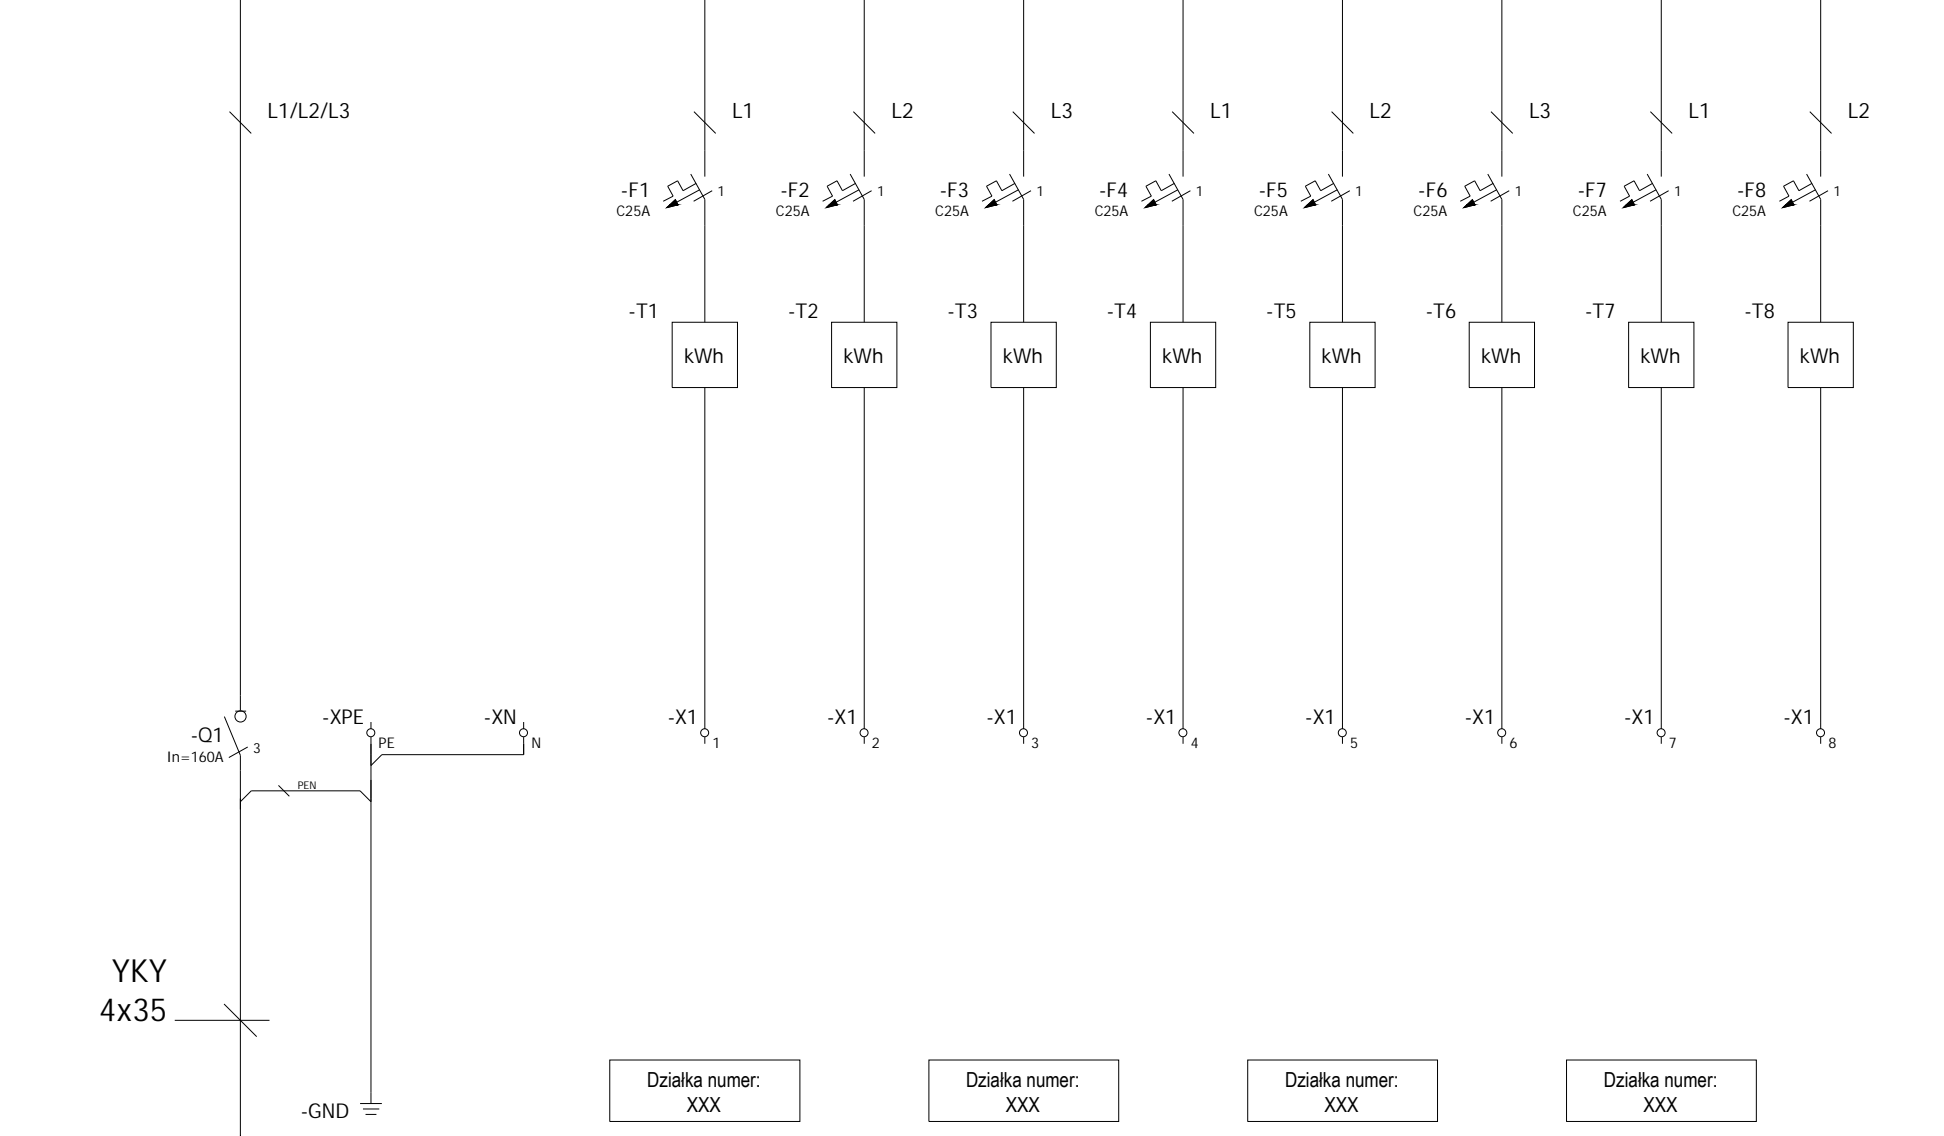 L1/L2/L3 L1 L2 L3 L1 L2 L3 L1 L2
-F1 1 -F2 1 -F3 1 -F4 1 -F5 1 -F6 1 -F7 1 -F8 1
C25A C25A C25A C25A C25A C25A C25A C25A
-T1 -T2 -T3 -T4 -T5 -T6 -T7 -T8
kWh kWh kWh kWh kWh kWh kWh kWh
-XPE -XN -X1 -X1 -X1 -X1 -X1 -X1 -X1 -X1
-Q1 3 PE N 1 2 3 4 5 6 7 8
In=160A
PEN
YKY
4x35
Działka numer: Działka numer: Działka numer: Działka numer:
XXX XXX XXX XXX
-GND